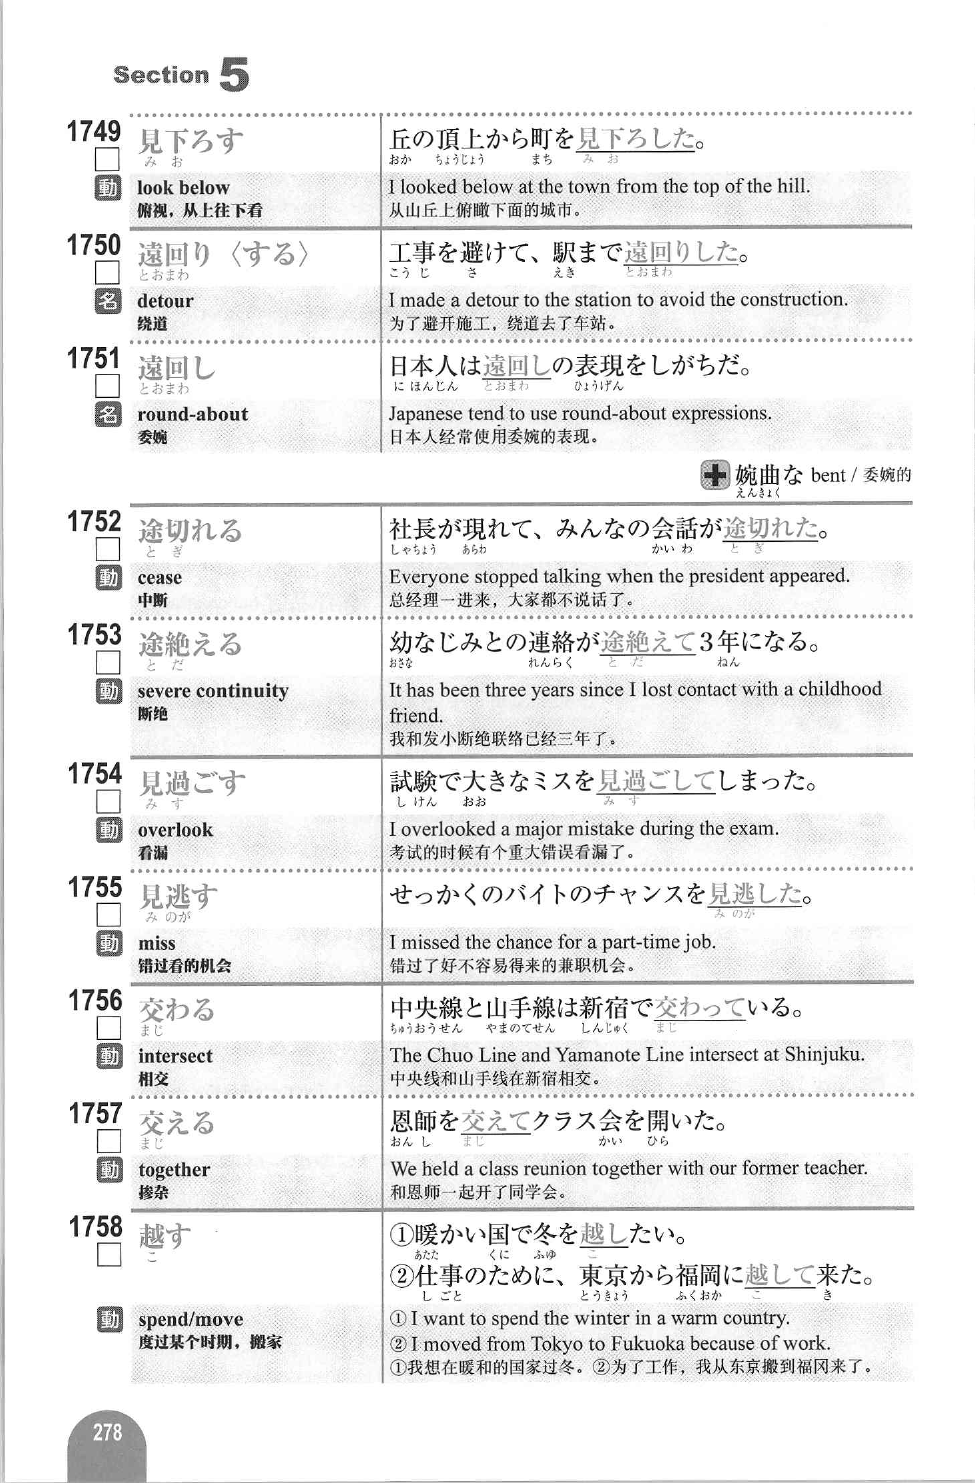 Section 5
1749
見下ろす
み お
動
look below
俯视，从上往下看
丘の頂上から町を見下ろした。
おか ちょうじょう まち み お
I looked below at the town from the top of the hill.
从山丘上俯瞰下面的城市。
1750
遠回り〈する〉
とおまわ
名
detour
绕道
工事を避けて、駅まで遠回りした。
こうじ さ えき とおまわ
I made a detour to the station to avoid the construction.
为了避开施工，绕道去了车站。
1751
遠回し
とおまわ
名
round-about
委婉
日本人は遠回しの表現をしがちだ。
にほんじん とおまわ ひょうげん
Japanese tend to use round-about expressions.
日本人经常使用委婉的表现。
＋婉曲な bent / 委婉的
えんきょく
1752
途切れる
と ぎ
動
cease
中断
社長が現れて、みんなの会話が途切れた。
しゃちょう あらわ かいわ と ぎ
Everyone stopped talking when the president appeared.
总经理一进来，大家都不说话了。
1753
途絶える
と だ
動
severe continuity
断绝
幼なじみとの連絡が途絶えて3年になる。
おさな れんらく と だ ねん
It has been three years since I lost contact with a childhood
friend.
我和发小断绝联络已经三年了。
1754
見過ごす
み す
動
overlook
看漏
試験で大きなミスを見過ごしてしまった。
しけん おお み す
I overlooked a major mistake during the exam.
考试的时候有个重大错误看漏了。
1755
見逃す
み のが
動
miss
错过看的机会
せっかくのバイトのチャンスを見逃した。
み のが
I missed the chance for a part-time job.
错过了好不容易得来的兼职机会。
1756
交わる
まじ
動
intersect
相交
中央線と山手線は新宿で交わっている。
ちゅうおうせん やまのてせん しんじゅく まじ
The Chuo Line and Yamanote Line intersect at Shinjuku.
中央线和山手线在新宿相交。
1757
交える
まじ
動
together
掺杂
恩師を交えてクラス会を開いた。
おんし まじ かい ひら
We held a class reunion together with our former teacher.
和恩师一起开了同学会。
1758
越す
こ
動
spend/move
度过某个时期，搬家
①暖かい国で冬を越したい。
あたた くに ふゆ こ
②仕事のために、東京から福岡に越して来た。
しごと とうきょう ふくおか こ き
① I want to spend the winter in a warm country.
② I moved from Tokyo to Fukuoka because of work.
①我想在暖和的国家过冬。②为了工作，我从东京搬到福冈来了。
278